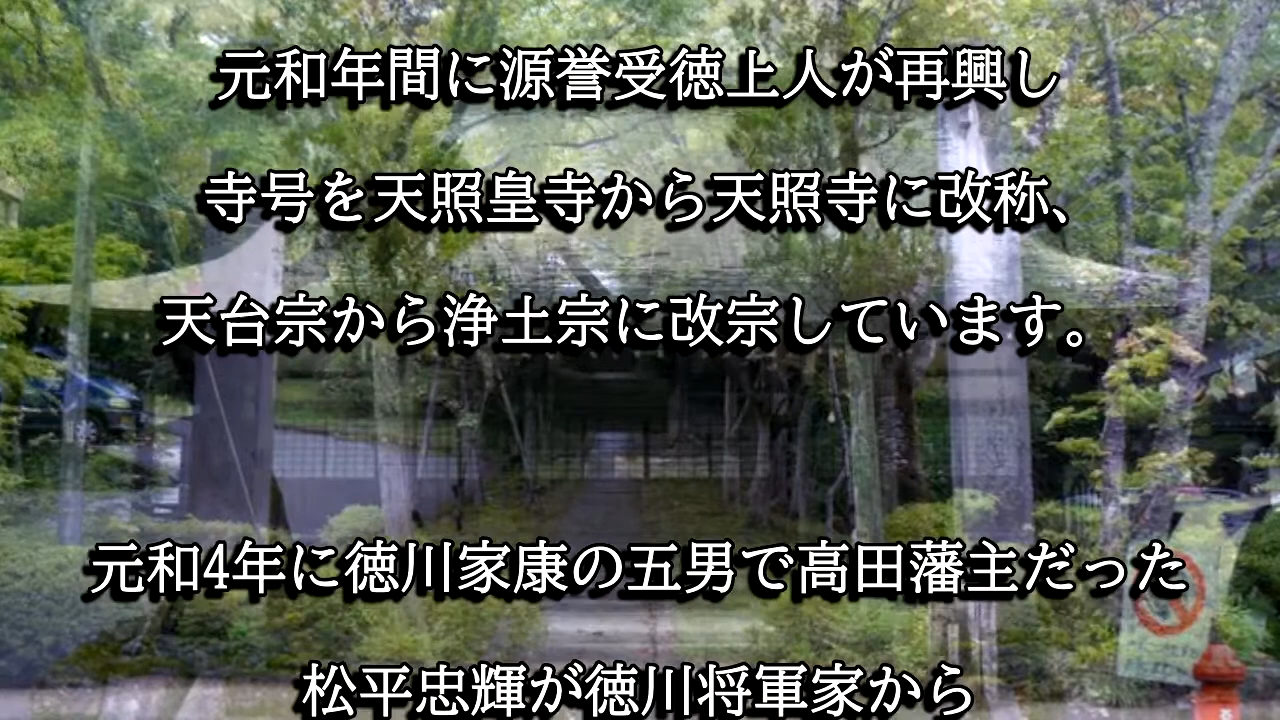 元和年間に源誉受徳上人が再興し
寺号を天照皇寺から天照寺に改称、
天台宗から浄土宗に改宗しています。
元和4年に徳川家康の五男で高田藩主だった
松平忠輝が徳川将軍家から